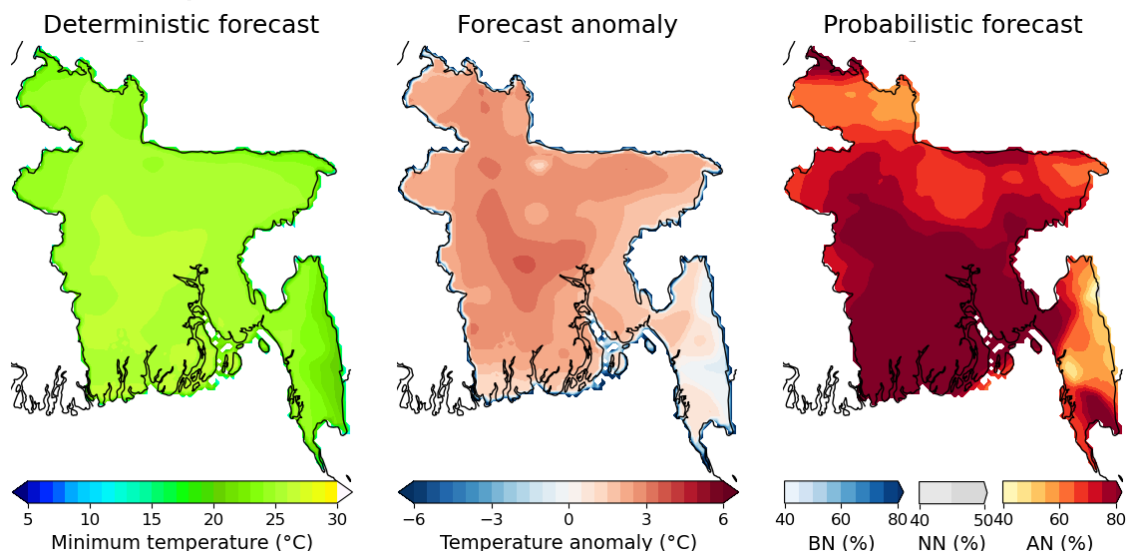 Deterministic forecast
Forecast anomaly
Probabilistic forecast
5 10 15 20 25 30
−6 −3 0 3 6
40 60 80
40 50
40 60 80
Minimum temperature (°C)
Temperature anomaly (°C)
BN (%)
NN (%)
AN (%)